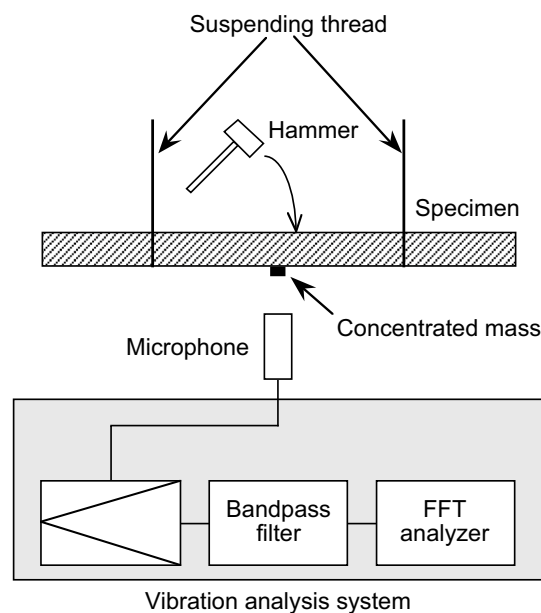 Suspending thread
Hammer
Specimen
Concentrated mass
Microphone
Bandpass
filter
FFT
analyzer
Vibration analysis system